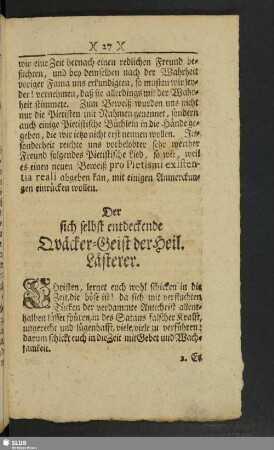 )( 27 )(
wir eine Zeit hernach einen redlichen Freund be-
suchten, und bey demselben nach der Wahrheit
voriger Fama uns erkundigten, so musten wir ley-
der! vernehmen, daß sie allerdings mit der Wahr-
heit stimmete. Zum Beweiß wurden uns nicht
nur die Pietisten mit Nahmen genennet, sondern
auch einige Pietistische Büchlein in die Hände ge-
geben, die wir ietzo nicht erst nennen wollen. In-
sonderheit reichte uns vorbelobter sehr werther
Freund folgendes Pietistische Lied, so wir, weil
es einen neuen Beweiß pro Pietismi existen-
tia reali abgeben kan, mit einigen Anmerckun-
gen einrücken wollen.
Der
sich selbst entdeckende
Qväcker-Geist der Heil.
Lästerer.
Christen, lernet euch wohl schicken in die
Zeit, die böse ist! da sich mit verfluchten
Tücken der verdammte Antichrist allent-
halben lässet spüren, in des Satans falscher Krafft,
ungerecht und lügenhafft, viele, viele zu verführen;
darum schickt euch in die Zeit mit Gebet und Wach-
samkeit.
2. Es